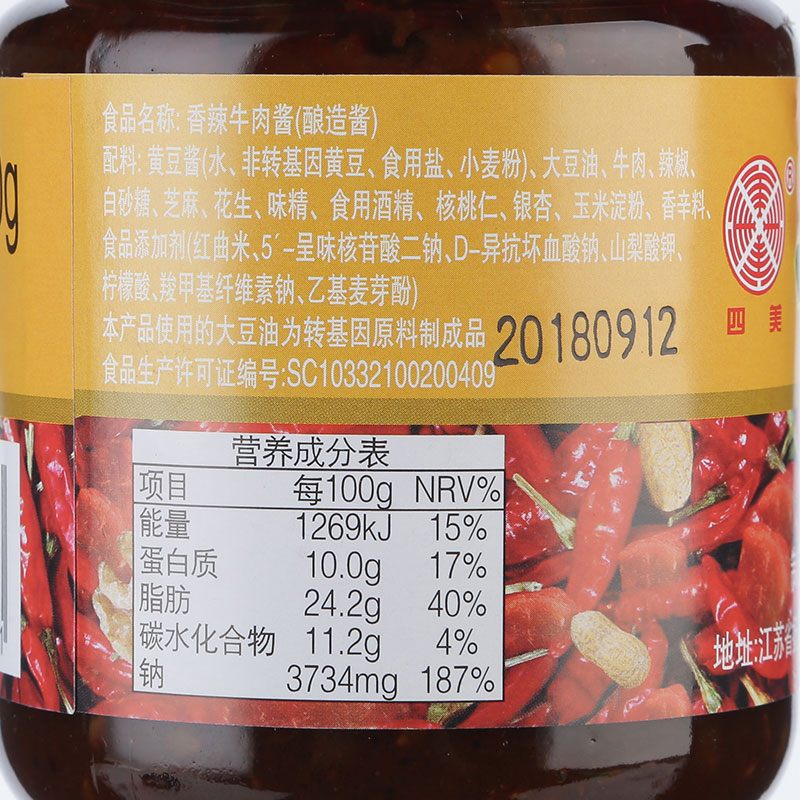 g
食品名称: 香辣牛肉酱(酿造酱)
配料: 黄豆酱(水、非转基因黄豆、食用盐、小麦粉)、大豆油、牛肉、辣椒、
白砂糖、芝麻、花生、味精、食用酒精、核桃仁、银杏、玉米淀粉、香辛料、
食品添加剂(红曲米、5´-呈味核苷酸二钠、D-异抗坏血酸钠、山梨酸钾、
柠檬酸、羧甲基纤维素钠、乙基麦芽酚)
本产品使用的大豆油为转基因原料制成品
20180912
食品生产许可证编号:SC10332100200409
®
四美
营养成分表
项目 每100g NRV%
能量 1269kJ 15%
蛋白质 10.0g 17%
脂肪 24.2g 40%
碳水化合物 11.2g 4%
钠 3734mg 187%
地址:江苏省